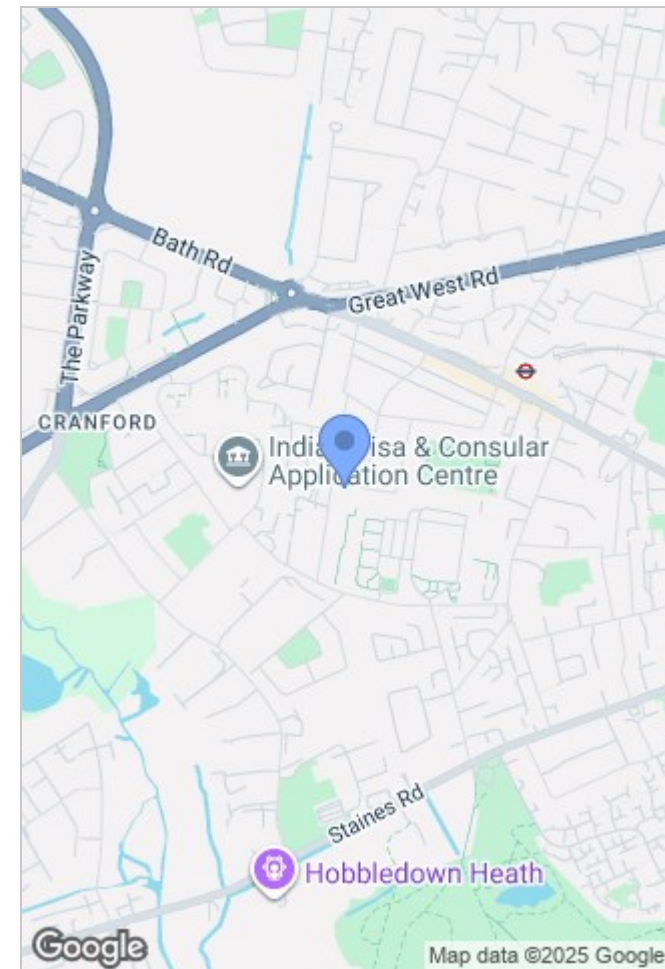 Bath Rd
Great West Rd
The Parkway
CRANFORD
India Visa & Consular
Application Centre
Staines Rd
Hobbledown Heath
Google
Map data ©2025 Google